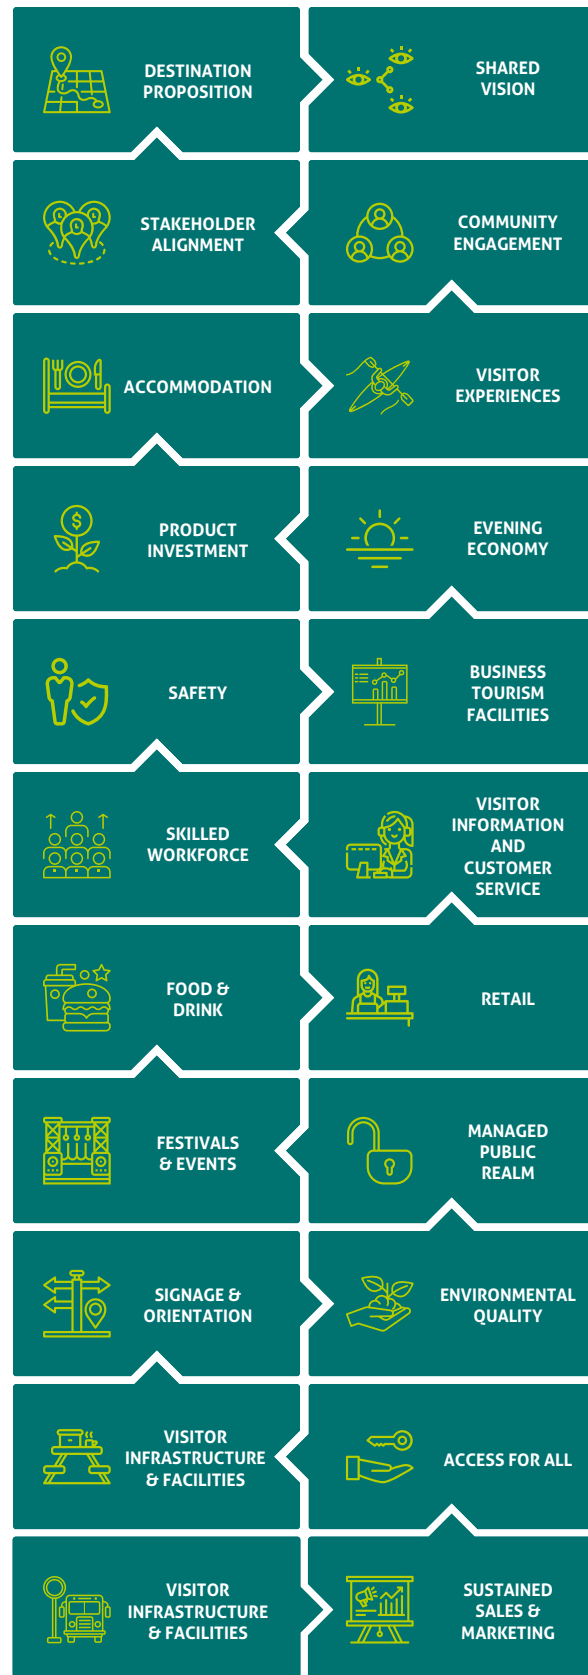 DESTINATION
PROPOSITION
SHARED
VISION
STAKEHOLDER
ALIGNMENT
COMMUNITY
ENGAGEMENT
ACCOMMODATION
VISITOR
EXPERIENCES
PRODUCT
INVESTMENT
EVENING
ECONOMY
SAFETY
BUSINESS
TOURISM
FACILITIES
SKILLED
WORKFORCE
VISITOR
INFORMATION
AND
CUSTOMER
SERVICE
FOOD &
DRINK
RETAIL
FESTIVALS
& EVENTS
MANAGED
PUBLIC
REALM
SIGNAGE &
ORIENTATION
ENVIRONMENTAL
QUALITY
VISITOR
INFRASTRUCTURE
& FACILITIES
ACCESS FOR ALL
VISITOR
INFRASTRUCTURE
& FACILITIES
SUSTAINED
SALES &
MARKETING